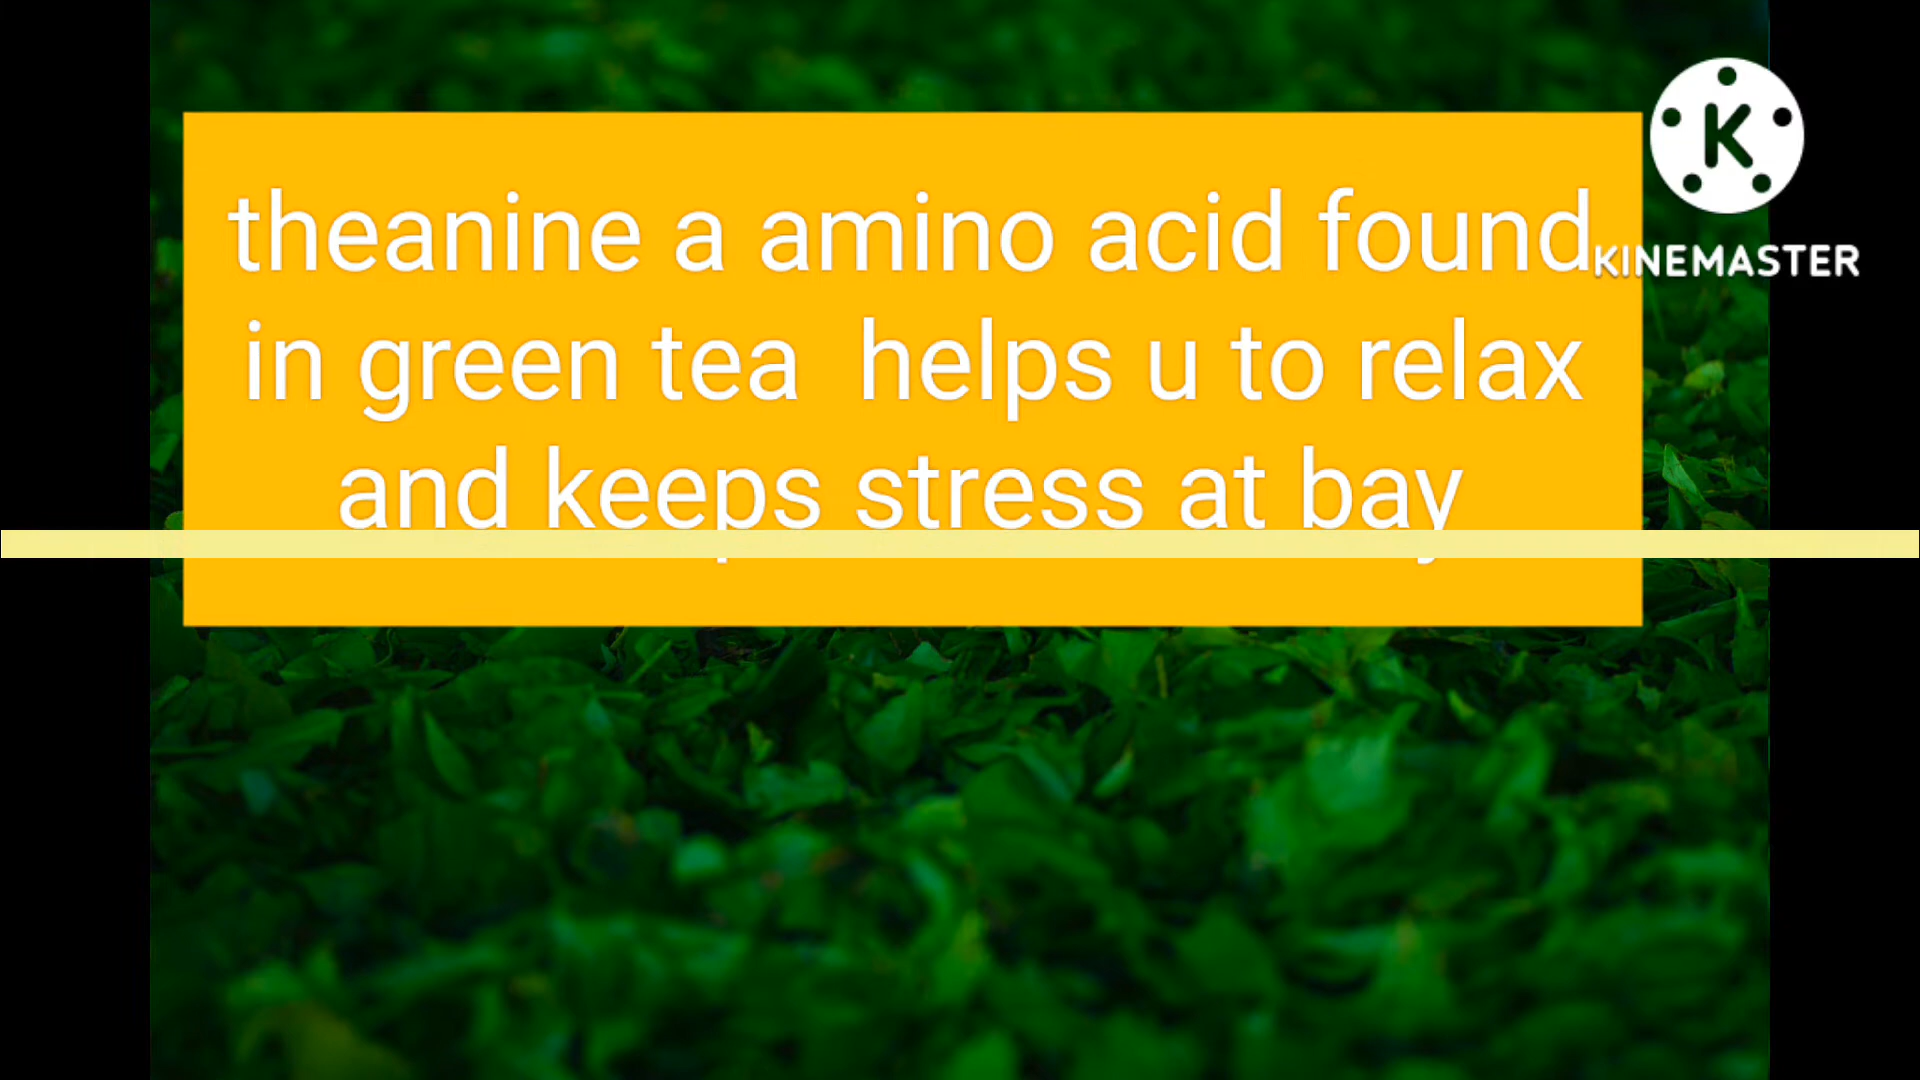 theanine a amino acid found
in green tea  helps u to relax
and keeps stress at bay
K
KINEMASTER